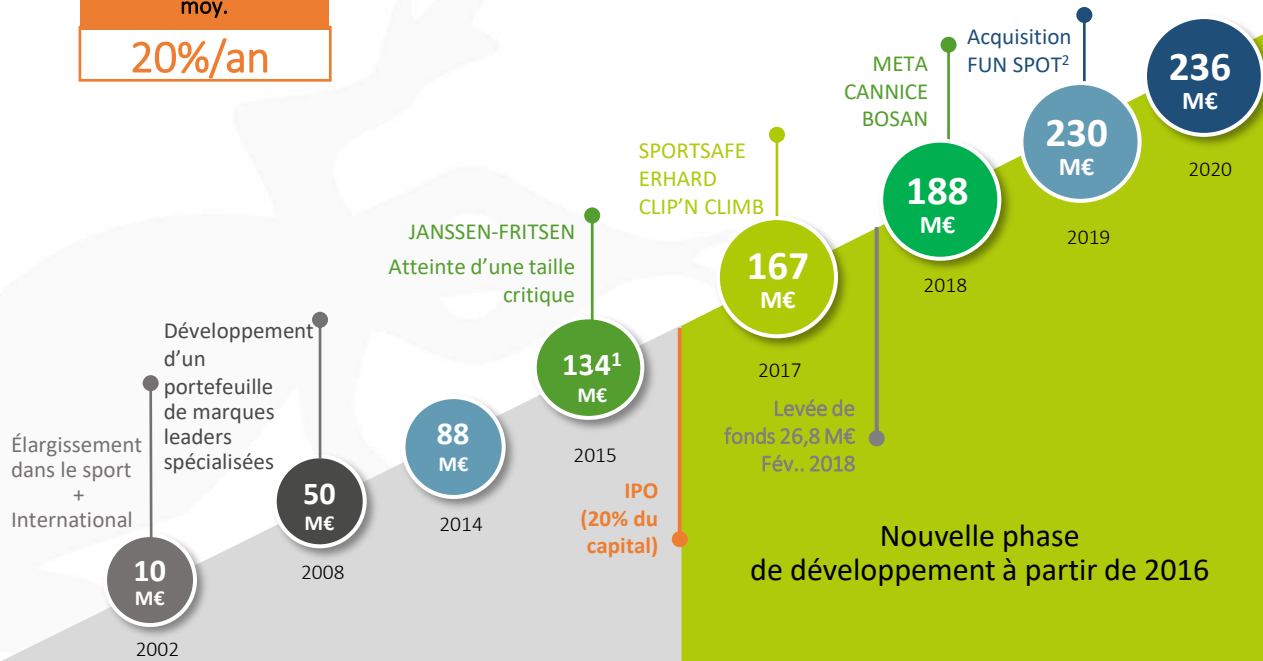 moy.
20%/an
Élargissement
dans le sport
+
International
10
M€
2002
Développement
d'un
portefeuille
de marques
leaders
spécialisées
50
M€
2008
88
M€
2014
JANSSEN-FRITSEN
Atteinte d'une taille
critique
134¹
M€
2015
IPO
(20% du
capital)
SPORTSAFE
ERHARD
CLIP'N CLIMB
167
M€
2017
Levée de
fonds 26,8 M€
Fév.. 2018
META
CANNICE
BOSAN
188
M€
2018
Acquisition
FUN SPOT²
230
M€
2019
236
M€
2020
Nouvelle phase
de développement à partir de 2016